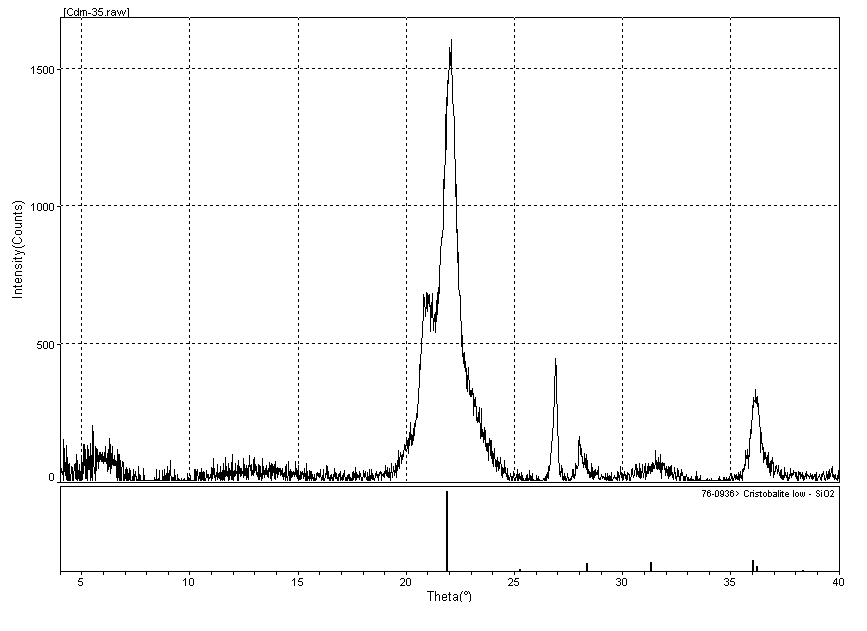 [Cdm-35.raw]
1500
1000
500
0
Intensity(Counts)
76-0936> Cristobalite low - SiO2
5 10 15 20 25 30 35 40
Theta(°)